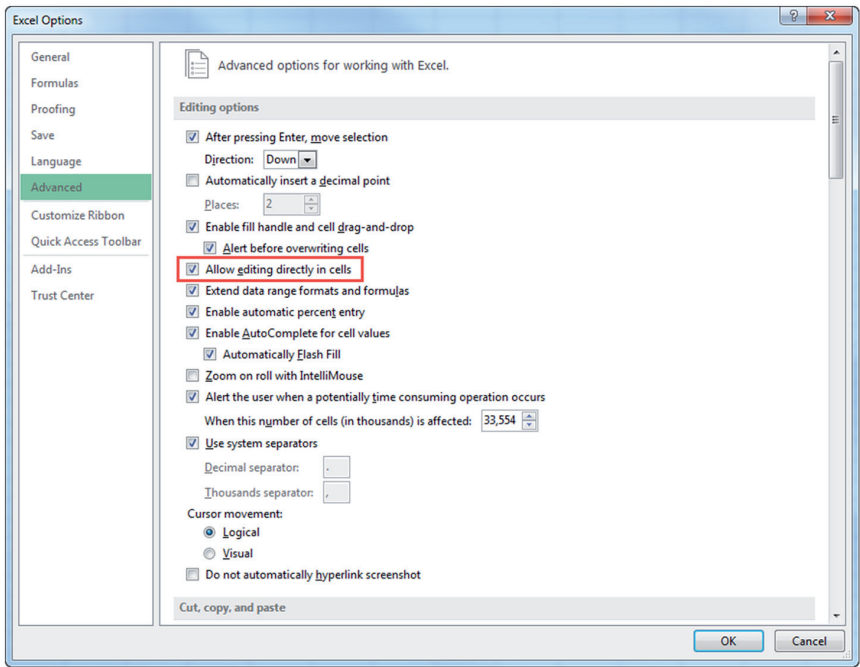 Excel Options
General
Formulas
Proofing
Save
Language
Advanced
Customize Ribbon
Quick Access Toolbar
Add-Ins
Trust Center
Advanced options for working with Excel.
Editing options
After pressing Enter, move selection
Direction: Down
Automatically insert a decimal point
Places: 2
Enable fill handle and cell drag-and-drop
Alert before overwriting cells
Allow editing directly in cells
Extend data range formats and formulas
Enable automatic percent entry
Enable AutoComplete for cell values
Automatically Flash Fill
Zoom on roll with IntelliMouse
Alert the user when a potentially time consuming operation occurs
When this number of cells (in thousands) is affected: 33,554
Use system separators
Decimal separator: .
Thousands separator: ,
Cursor movement:
Logical
Visual
Do not automatically hyperlink screenshot
Cut, copy, and paste
OK Cancel